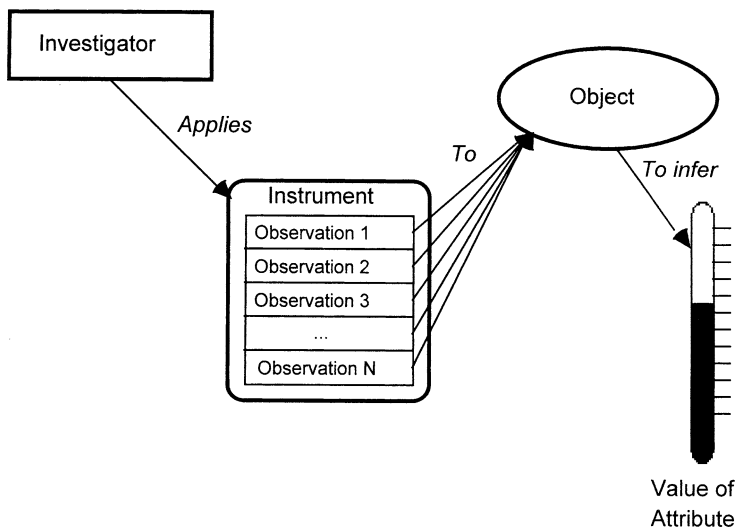 Investigator
Applies
Object
To
To infer
Instrument
Observation 1
Observation 2
Observation 3
...
Observation N
Value of
Attribute